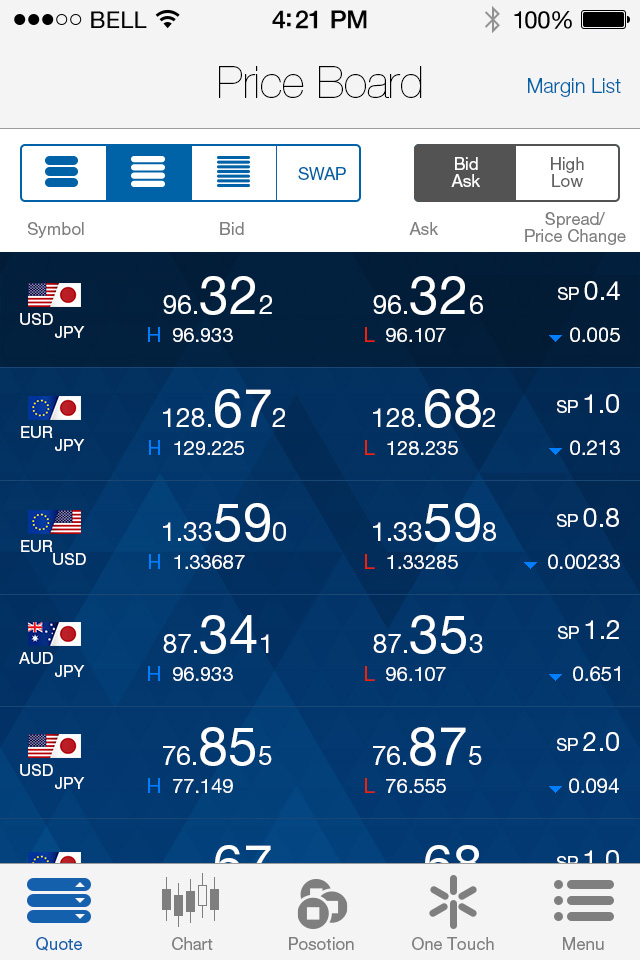 BELL 4:21 PM 100%
Price Board Margin List
SWAP Bid Ask High Low
Symbol Bid Ask Spread/ Price Change
USD JPY 96.322 96.326 SP 0.4
H 96.933 L 96.107 0.005
EUR JPY 128.672 128.682 SP 1.0
H 129.225 L 128.235 0.213
EUR USD 1.33590 1.33598 SP 0.8
H 1.33687 L 1.33285 0.00233
AUD JPY 87.341 87.353 SP 1.2
H 96.933 L 96.107 0.651
USD JPY 76.855 76.875 SP 2.0
H 77.149 L 76.555 0.094
67 68 SP 1.0
Quote Chart Posotion One Touch Menu